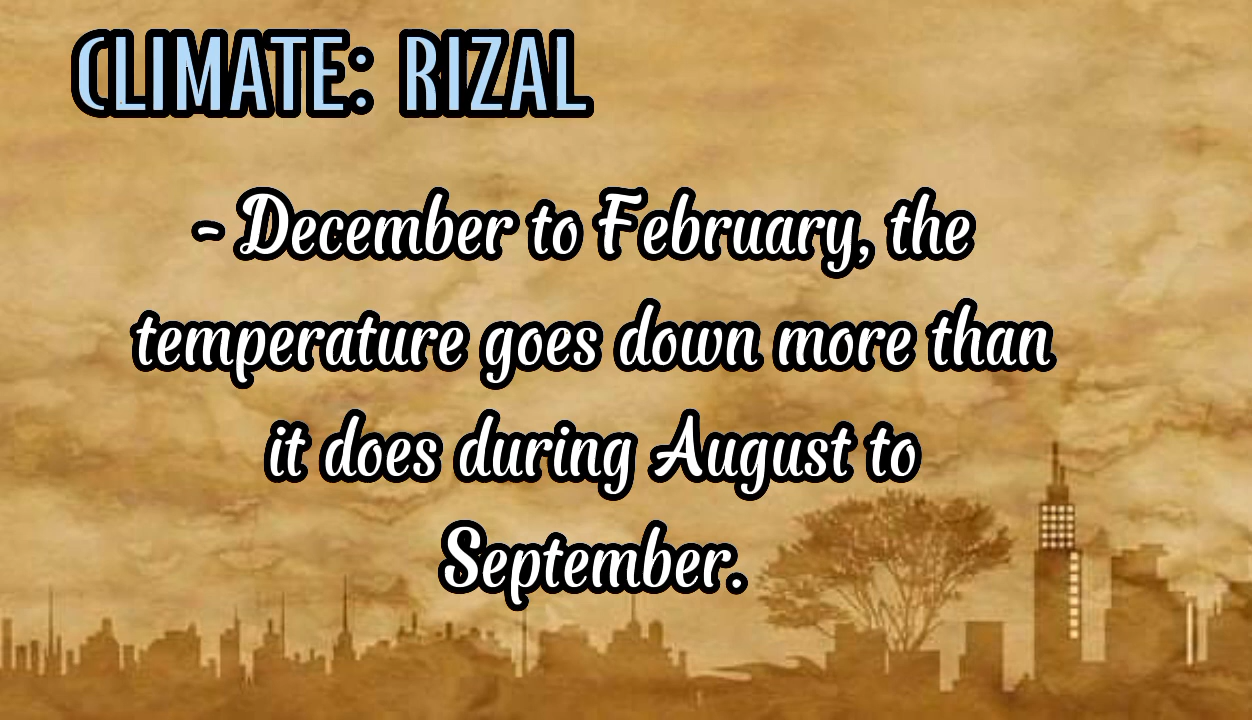 CLIMATE: RIZAL
- December to February, the
temperature goes down more than
it does during August to
September.